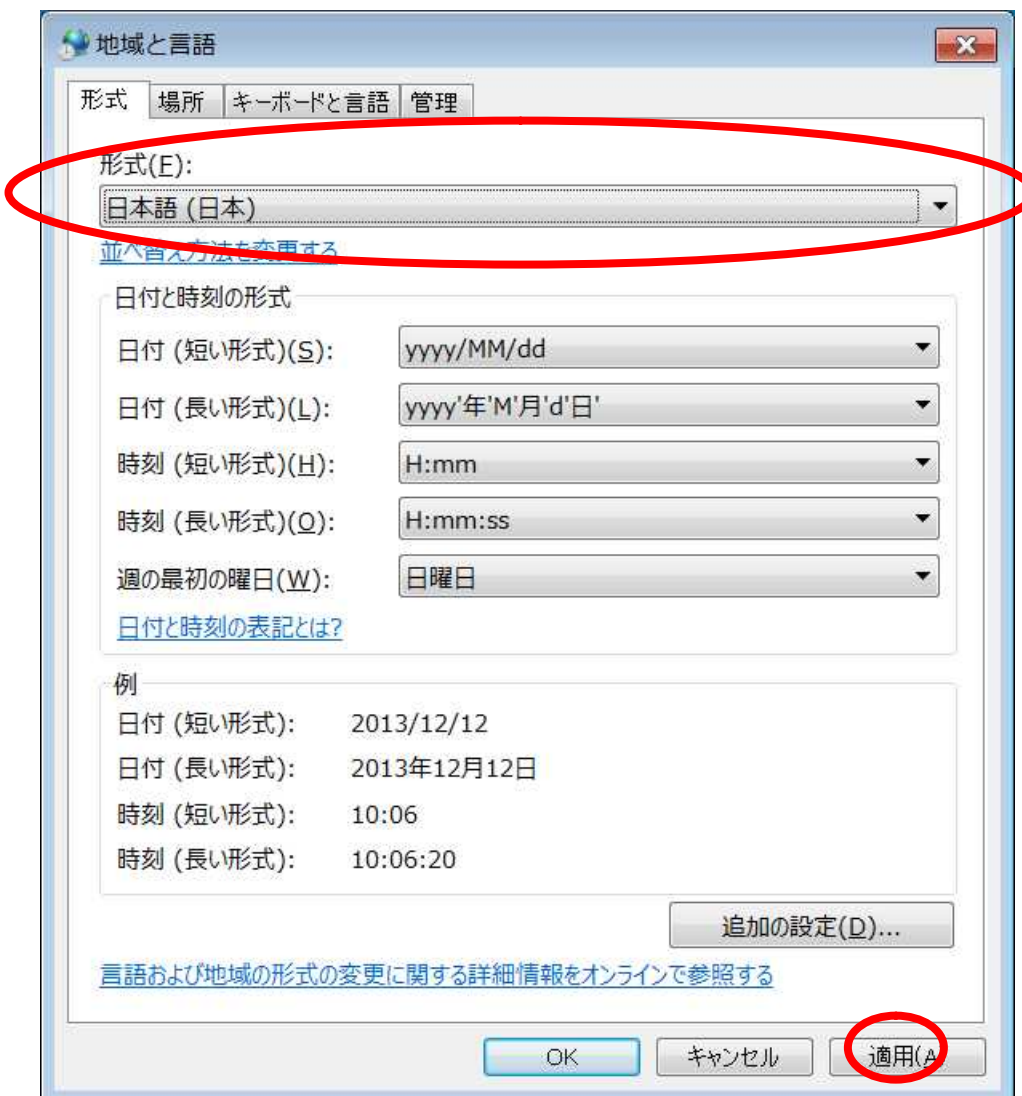 地域と言語
形式 場所 キーボードと言語 管理
形式(F):
日本語 (日本)
並べ替え方法を変更する
日付と時刻の形式
日付 (短い形式)(S): yyyy/MM/dd
日付 (長い形式)(L): yyyy'年'M'月'd'日'
時刻 (短い形式)(H): H:mm
時刻 (長い形式)(O): H:mm:ss
週の最初の曜日(W): 日曜日
日付と時刻の表記とは?
例
日付 (短い形式): 2013/12/12
日付 (長い形式): 2013年12月12日
時刻 (短い形式): 10:06
時刻 (長い形式): 10:06:20
追加の設定(D)...
言語および地域の形式の変更に関する詳細情報をオンラインで参照する
OK キャンセル 適用(A